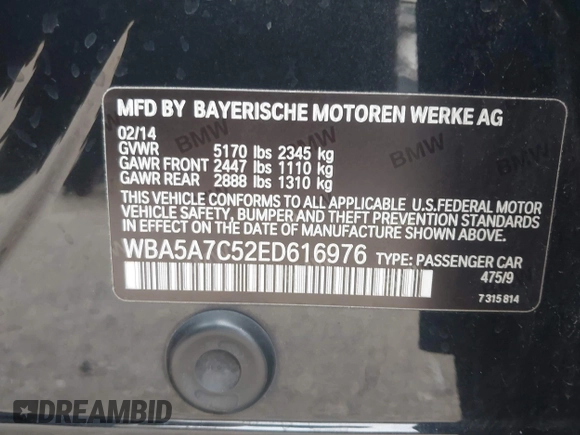 MFD BY BAYERISCHE MOTOREN WERKE AG
02/14
GVWR 5170 lbs 2345 kg
GAWR FRONT 2447 lbs 1110 kg
GAWR REAR 2888 lbs 1310 kg
THIS VEHICLE CONFORMS TO ALL APPLICABLE U.S.FEDERAL MOTOR
VEHICLE SAFETY, BUMPER AND THEFT PREVENTION STANDARDS
IN EFFECT ON THE DATE OF MANUFACTURE SHOWN ABOVE.
WBA5A7C52ED616976 TYPE: PASSENGER CAR
475/9
7 315 814
BMW
BMW
BMW
BMW
DREAMBID